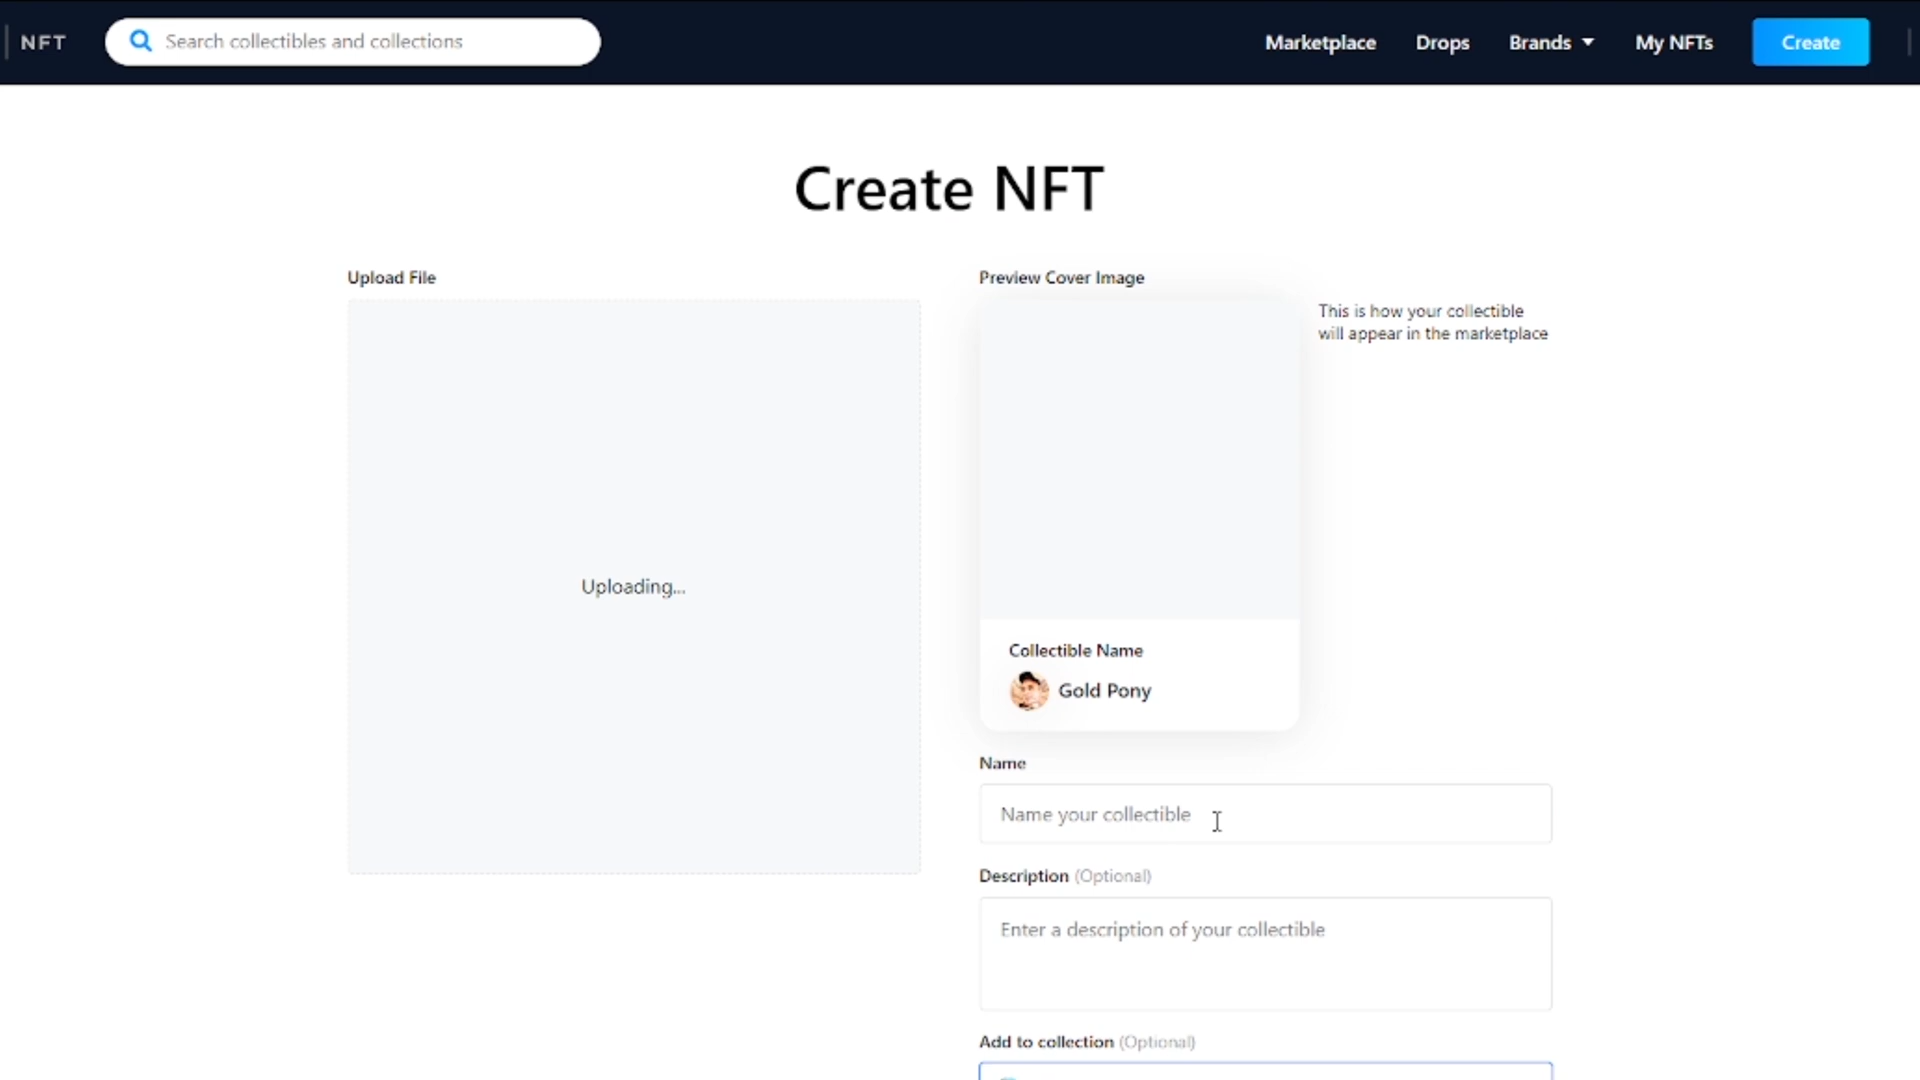 NFT
Search collectibles and collections
Marketplace
Drops
Brands
My NFTs
Create
Create NFT
Upload File
Uploading...
Preview Cover Image
This is how your collectible
will appear in the marketplace
Collectible Name
Gold Pony
Name
Name your collectible
Description (Optional)
Enter a description of your collectible
Add to collection (Optional)